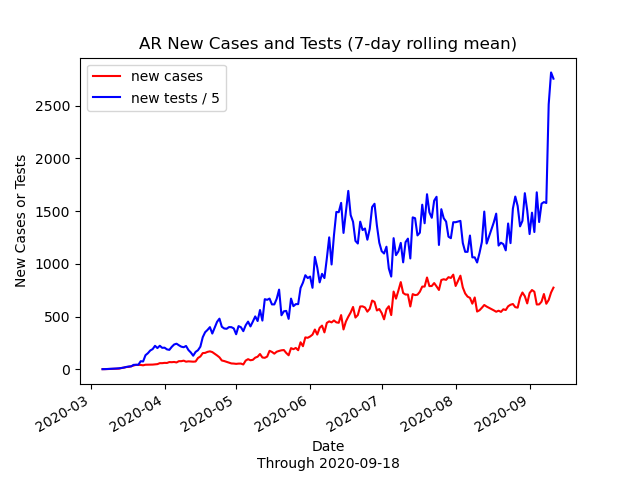 AR New Cases and Tests (7-day rolling mean)
new cases
new tests / 5
New Cases or Tests
2500
2000
1500
1000
500
0
2020-03
2020-04
2020-05
2020-06
2020-07
2020-08
2020-09
Date
Through 2020-09-18